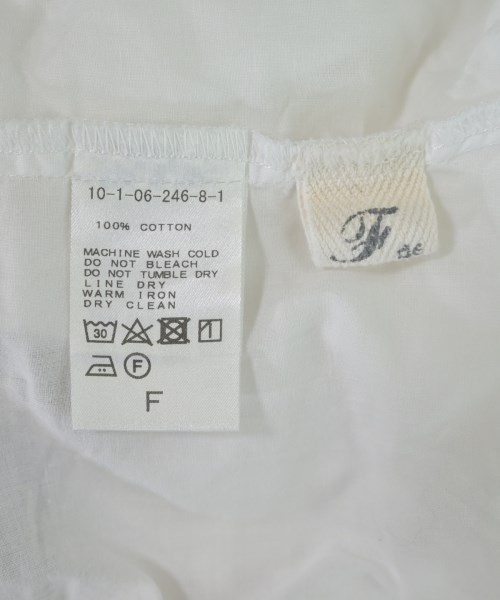 10-1-06-246-8-1
100% COTTON
MACHINE WASH COLD
DO NOT BLEACH
DO NOT TUMBLE DRY
LINE DRY
WARM IRON
DRY CLEAN
30
F
F
F